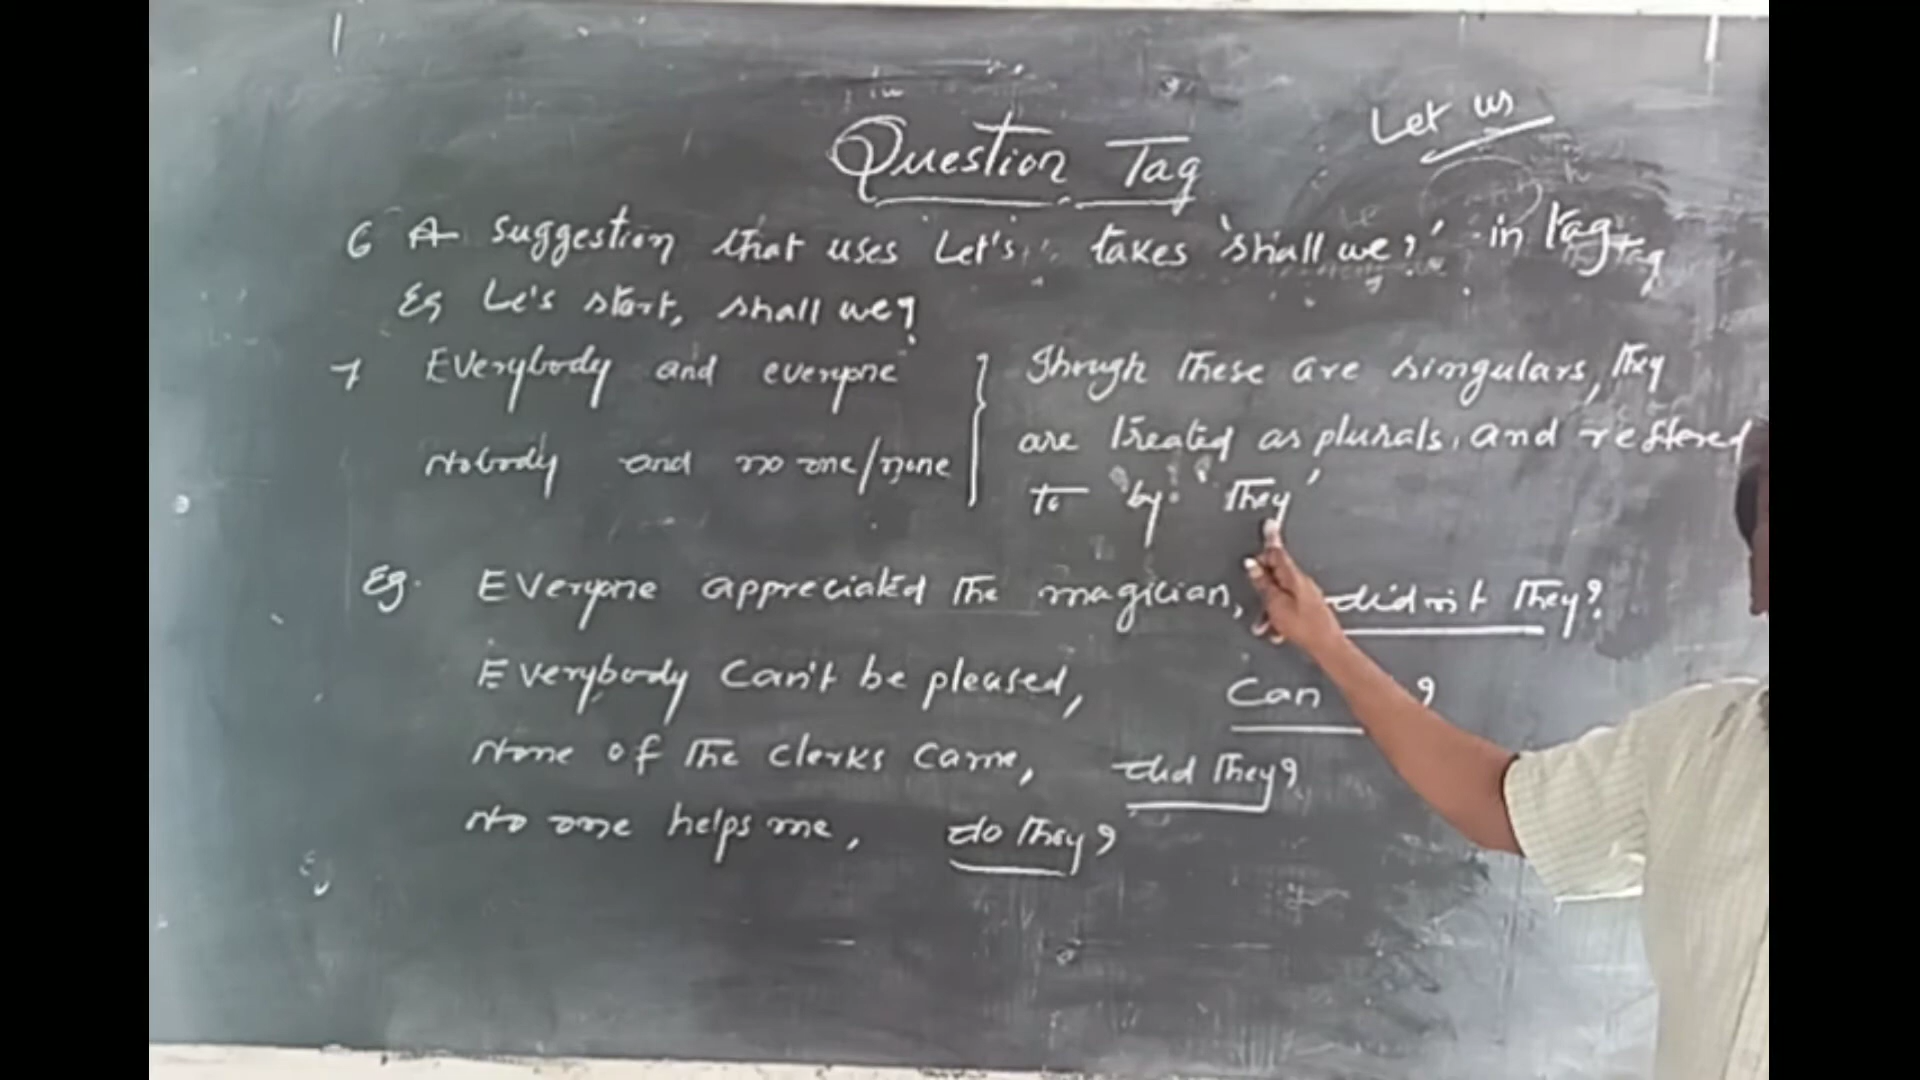 Let us
Question Tag
6 A suggestion that uses Let's takes 'shall we?' in tag
tag
Eg Le's start, shall we?
7 Everybody and everyone
Nobody and no one/none
Though these are singulars, they
are treated as plurals, and reffered
to by 'They'
Eg. Everyone appreciated the magician, didn't they?
Everybody can't be pleased, can ?
None of the clerks came, did they?
No one helps me, do they?